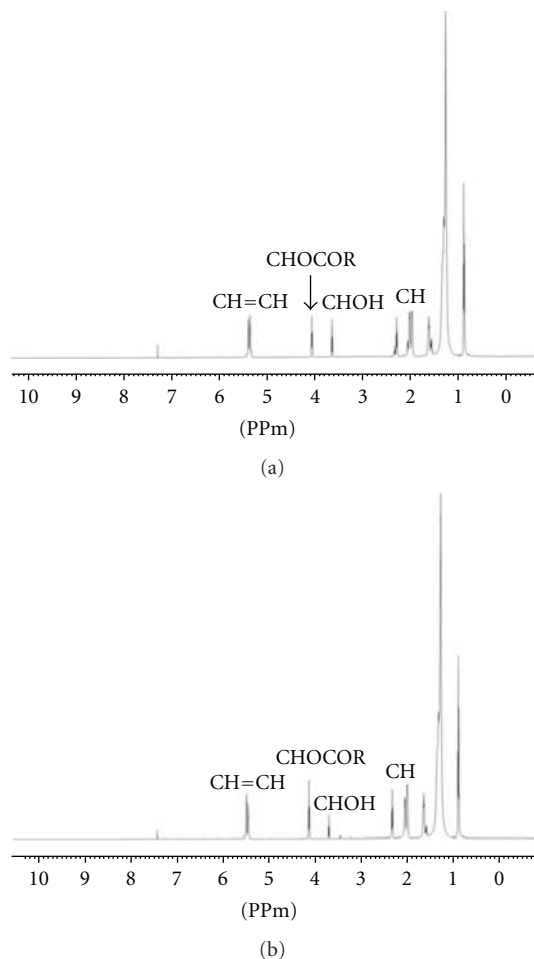 CHOCOR
CH=CH
CHOH
CH
10 9 8 7 6 5 4 3 2 1 0
(PPm)
(a)
CHOCOR
CH=CH
CHOH
CH
10 9 8 7 6 5 4 3 2 1 0
(PPm)
(b)